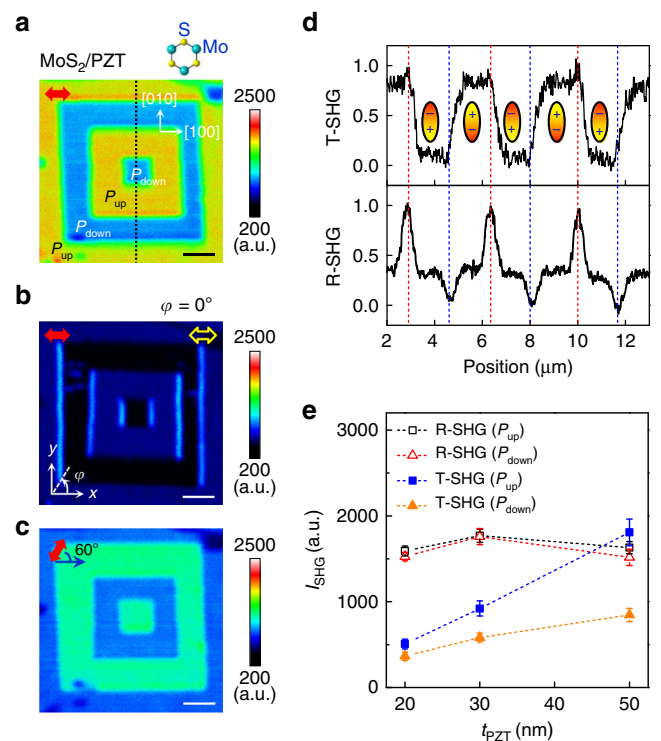 a
MoS2/PZT
S
Mo
[010]
[100]
Pdown
Pup
Pdown
Pup
2500
200
(a.u.)
b
φ = 0°
y
φ
x
2500
200
(a.u.)
c
60°
2500
200
(a.u.)
d
T-SHG
1.0
0.5
0.0
− + − + −
+ − + − +
R-SHG
1.0
0.5
0.0
2 4 6 8 10 12
Position (μm)
e
R-SHG (Pup)
R-SHG (Pdown)
T-SHG (Pup)
T-SHG (Pdown)
ISHG (a.u.)
3000
2000
1000
0
20 30 40 50
tPZT (nm)